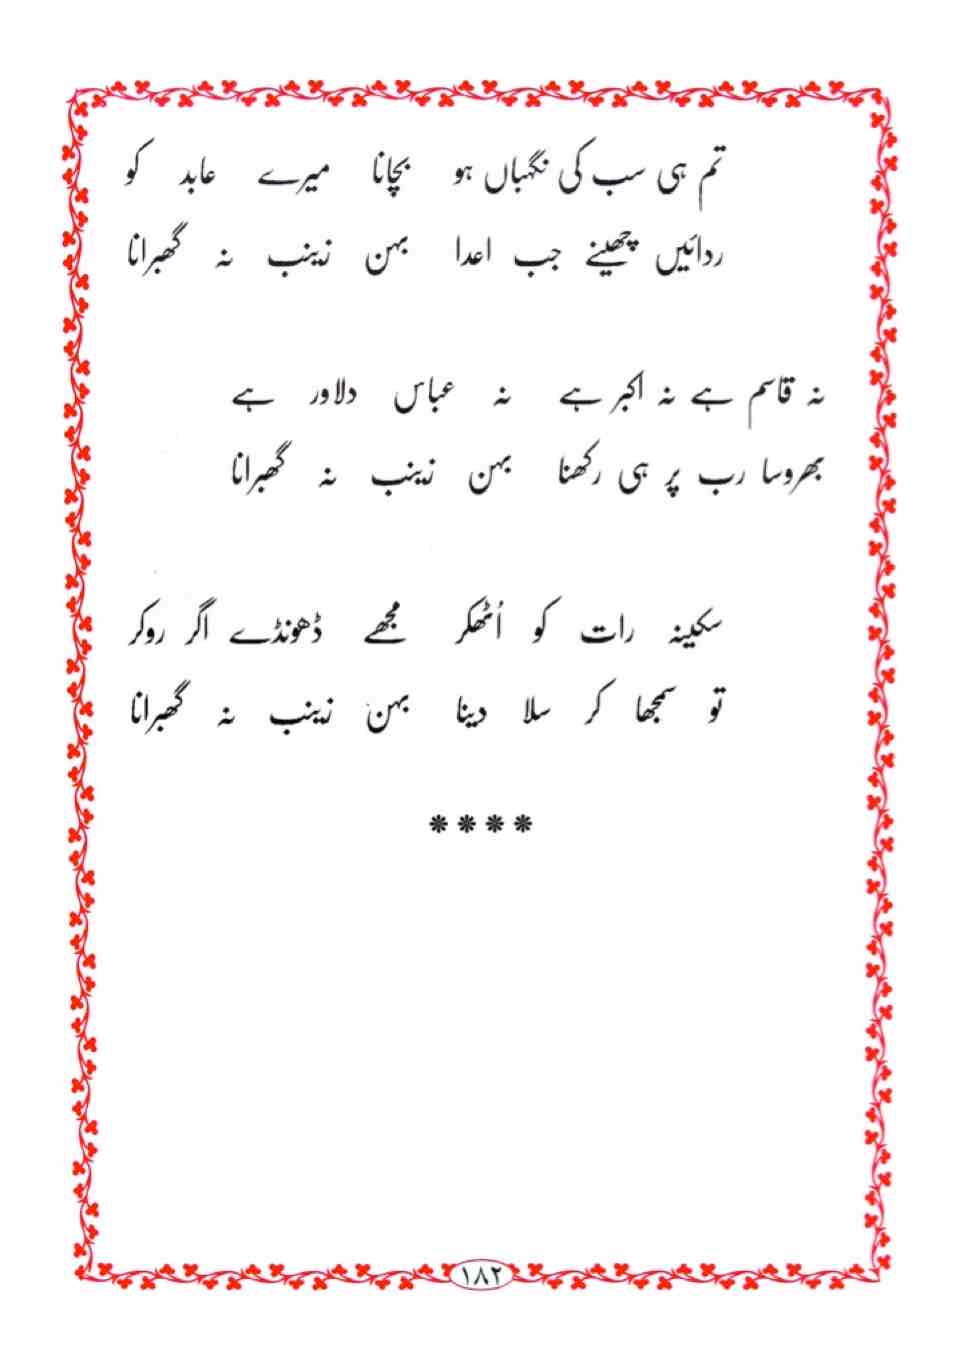 تم ہی سب کی نگہباں ہو بچانا میرے عابد کو
ردائیں چھینے جب اعدا بہن زینب نہ گھبرانا
نہ قاسم ہے نہ اکبر ہے نہ عباس دلاور ہے
بھروسا رب پر ہی رکھنا بہن زینب نہ گھبرانا
سکینہ رات کو اُٹھکر مجھے ڈھونڈے اگر روکر
تو سمجھا کر سلا دینا بہن زینب نہ گھبرانا
****
۱۸۲